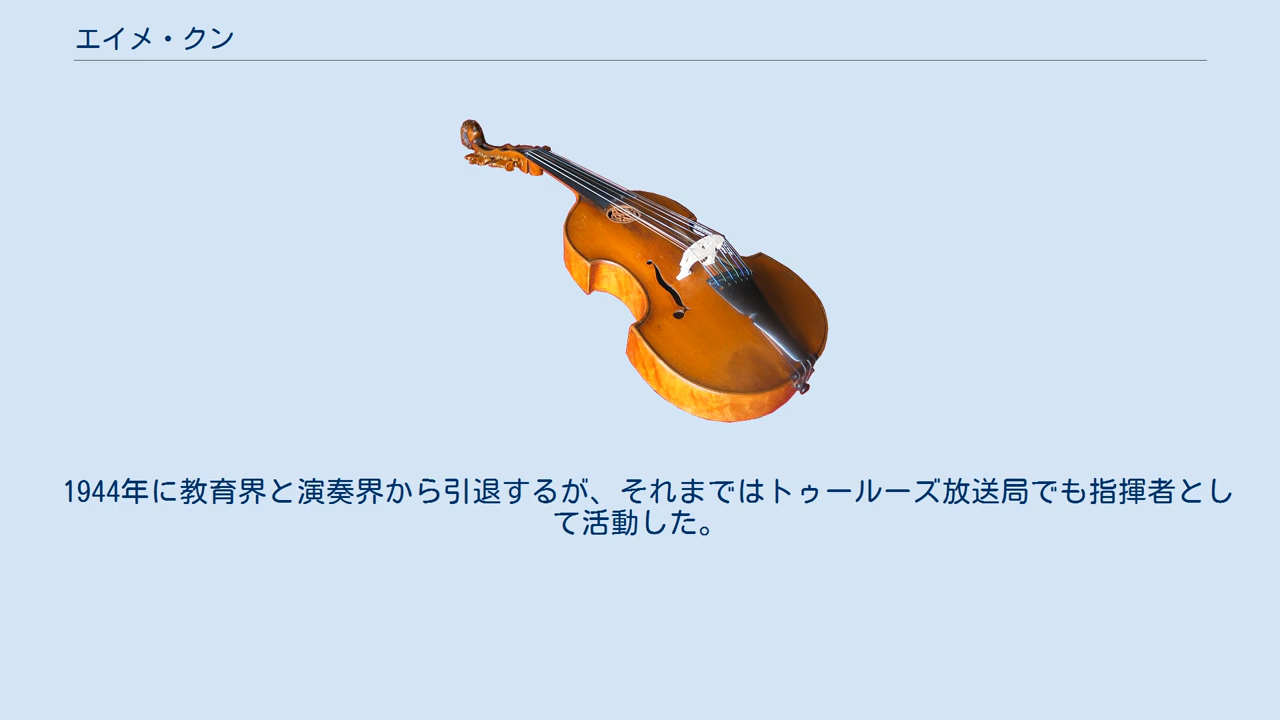 エイメ・クン
1944年に教育界と演奏界から引退するが、それまではトゥールーズ放送局でも指揮者とし
て活動した。